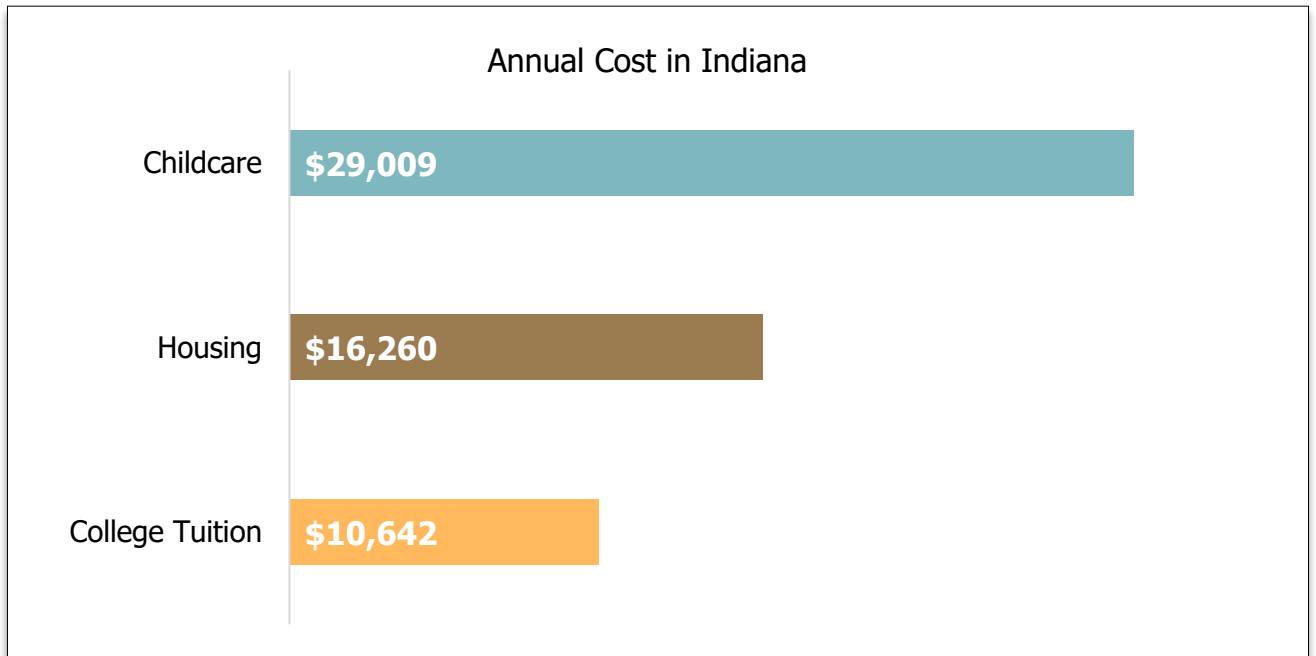 Annual Cost in Indiana
Childcare $29,009
Housing $16,260
College Tuition $10,642